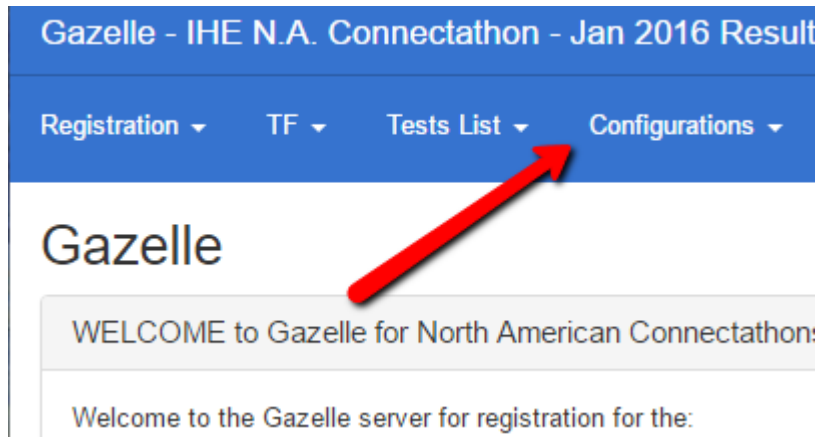 Gazelle - IHE N.A. Connectathon - Jan 2016 Result
Registration TF Tests List Configurations
Gazelle
WELCOME to Gazelle for North American Connectathons
Welcome to the Gazelle server for registration for the: